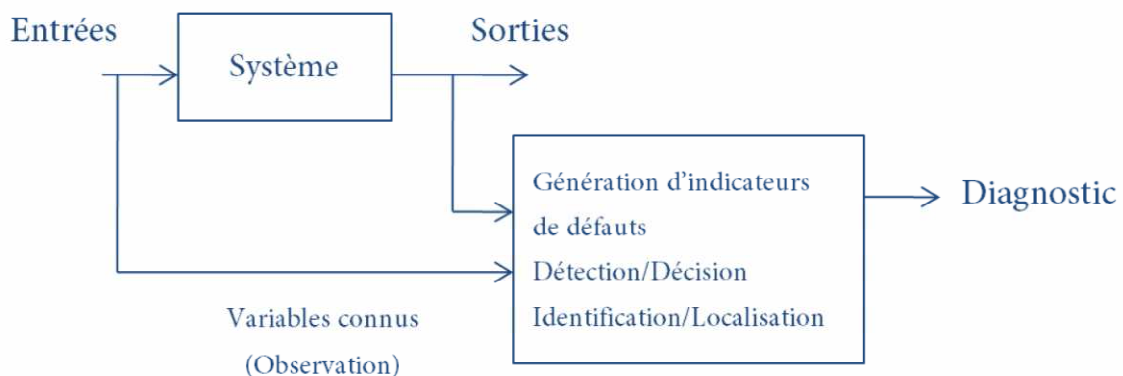 Entrées
Sorties
Système
Génération d’indicateurs
de défauts
Détection/Décision
Identification/Localisation
Diagnostic
Variables connus
(Observation)